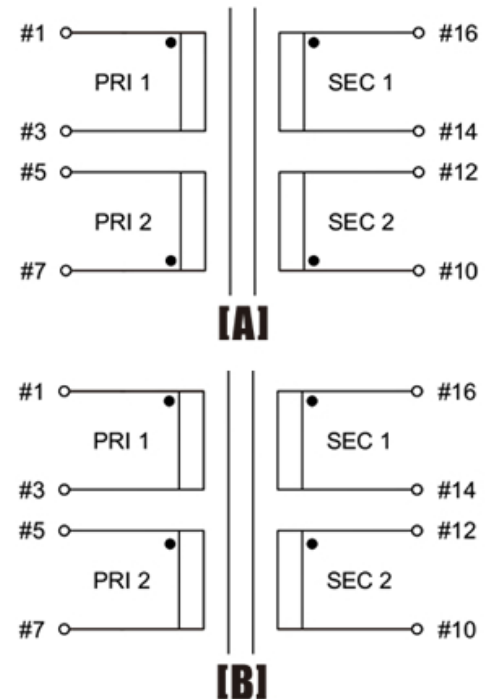 #1 #16
PRI 1 SEC 1
#3 #14
#5 #12
PRI 2 SEC 2
#7 #10
[A]
#1 #16
PRI 1 SEC 1
#3 #14
#5 #12
PRI 2 SEC 2
#7 #10
[B]